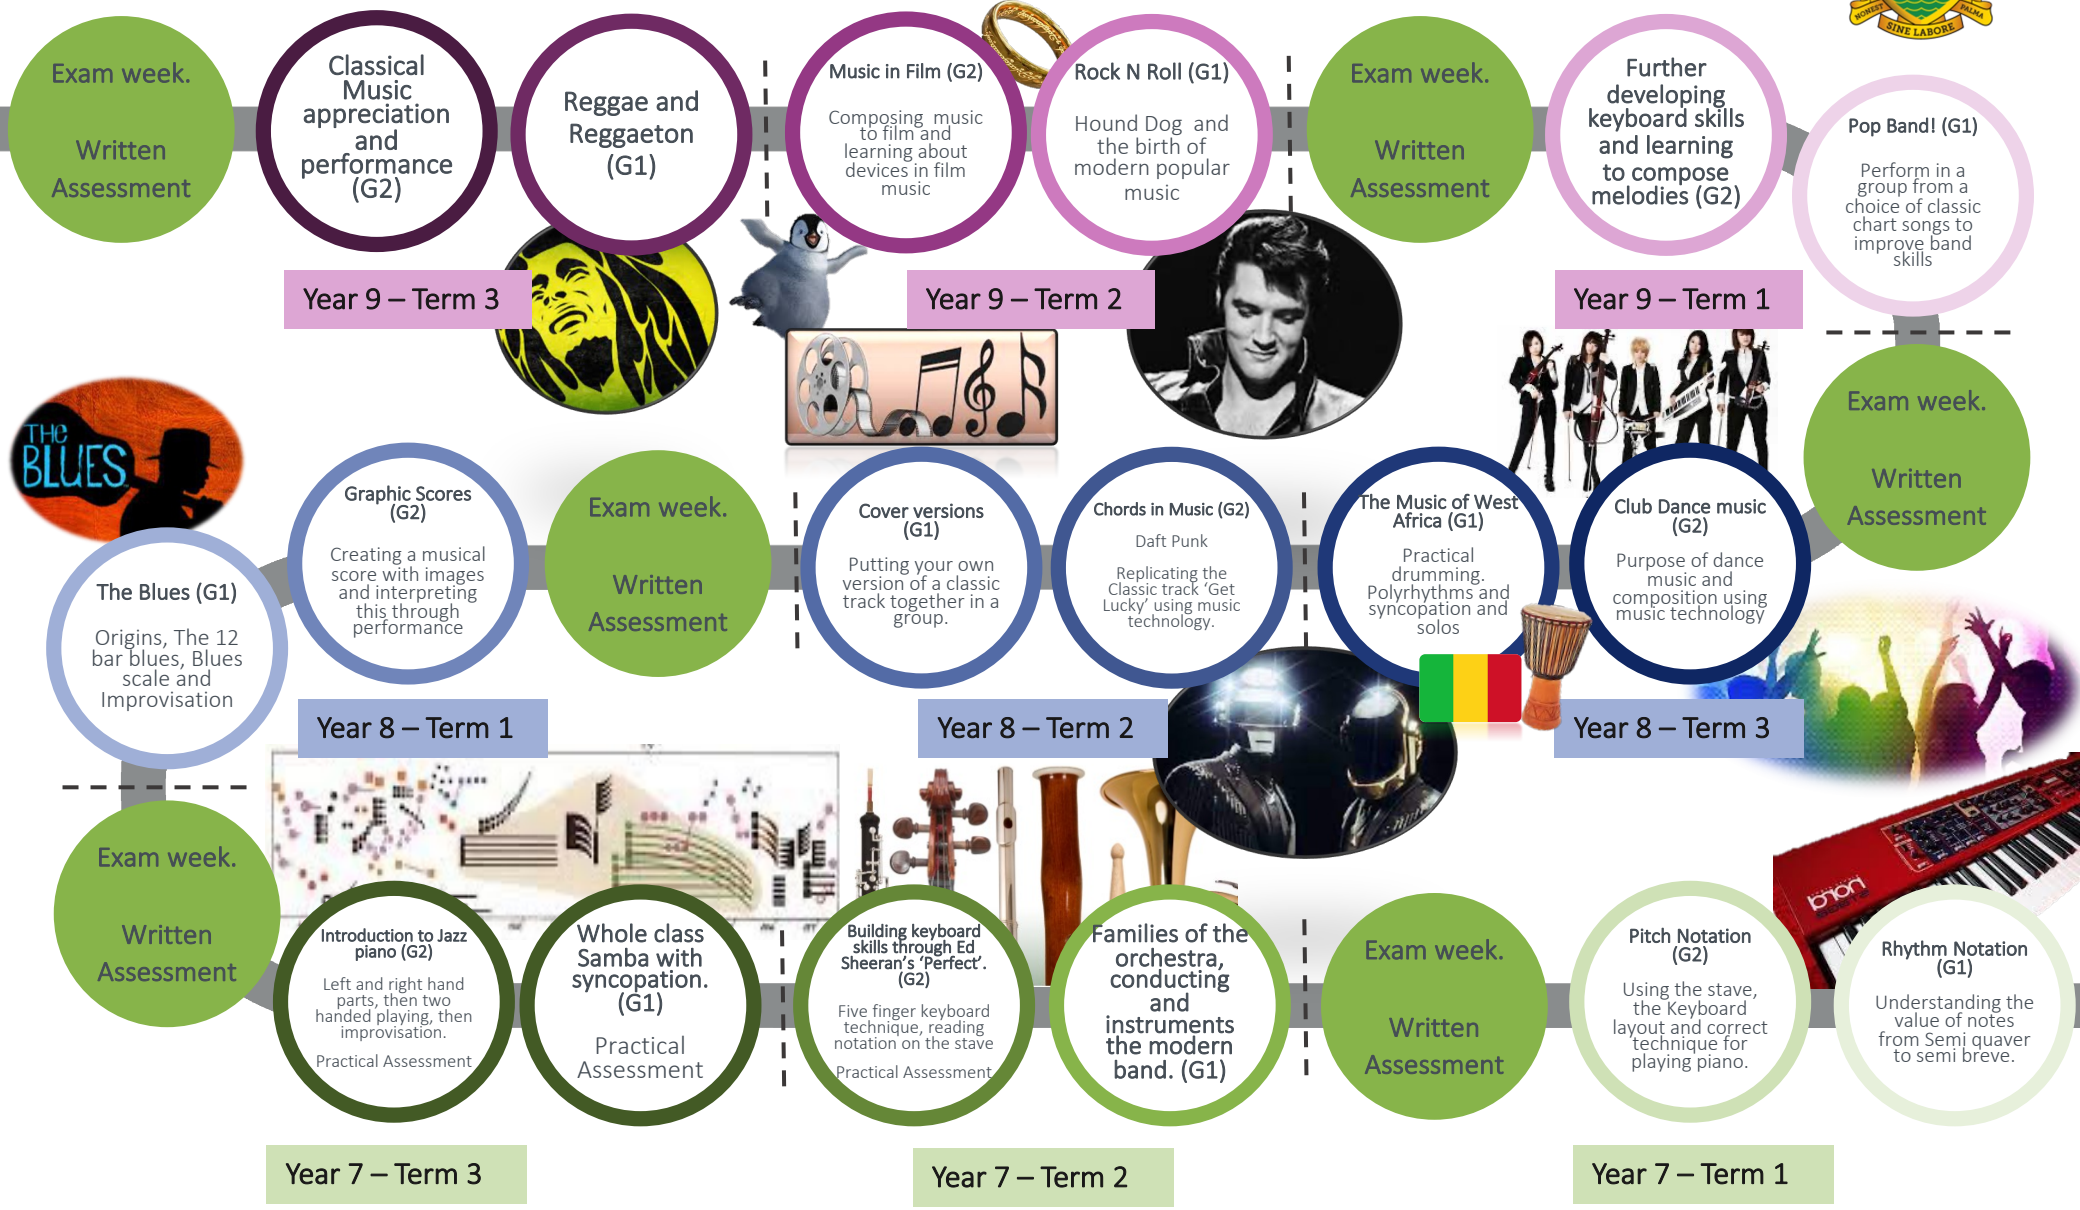 NONEST
PALMA
SINE LABORE
Exam week.
Written
Assessment
Classical
Music
appreciation
and
performance
(G2)
Reggae and
Reggaeton
(G1)
Music in Film (G2)
Composing music
to film and
learning about
devices in film
music
Rock N Roll (G1)
Hound Dog and
the birth of
modern popular
music
Exam week.
Written
Assessment
Further
developing
keyboard skills
and learning
to compose
melodies (G2)
Pop Band! (G1)
Perform in a
group from a
choice of classic
chart songs to
improve band
skills
Year 9 – Term 3
Year 9 – Term 2
Year 9 – Term 1
THE
BLUES
The Blues (G1)
Origins, The 12
bar blues, Blues
scale and
Improvisation
Graphic Scores
(G2)
Creating a musical
score with images
and interpreting
this through
performance
Exam week.
Written
Assessment
Cover versions
(G1)
Putting your own
version of a classic
track together in a
group.
Chords in Music (G2)
Daft Punk
Replicating the
Classic track ‘Get
Lucky’ using music
technology.
The Music of West
Africa (G1)
Practical
drumming.
Polyrhythms and
syncopation and
solos
Club Dance music
(G2)
Purpose of dance
music and
composition using
music technology
Exam week.
Written
Assessment
Year 8 – Term 1
Year 8 – Term 2
Year 8 – Term 3
Exam week.
Written
Assessment
Introduction to Jazz
piano (G2)
Left and right hand
parts, then two
handed playing, then
improvisation.
Practical Assessment
Whole class
Samba with
syncopation.
(G1)
Practical
Assessment
Building keyboard
skills through Ed
Sheeran’s ‘Perfect’.
(G2)
Five finger keyboard
technique, reading
notation on the stave
Practical Assessment
Families of the
orchestra,
conducting
and
instruments
the modern
band. (G1)
Exam week.
Written
Assessment
Pitch Notation
(G2)
Using the stave,
the Keyboard
layout and correct
technique for
playing piano.
Rhythm Notation
(G1)
Understanding the
value of notes
from Semi quaver
to semi breve.
Year 7 – Term 3
Year 7 – Term 2
Year 7 – Term 1